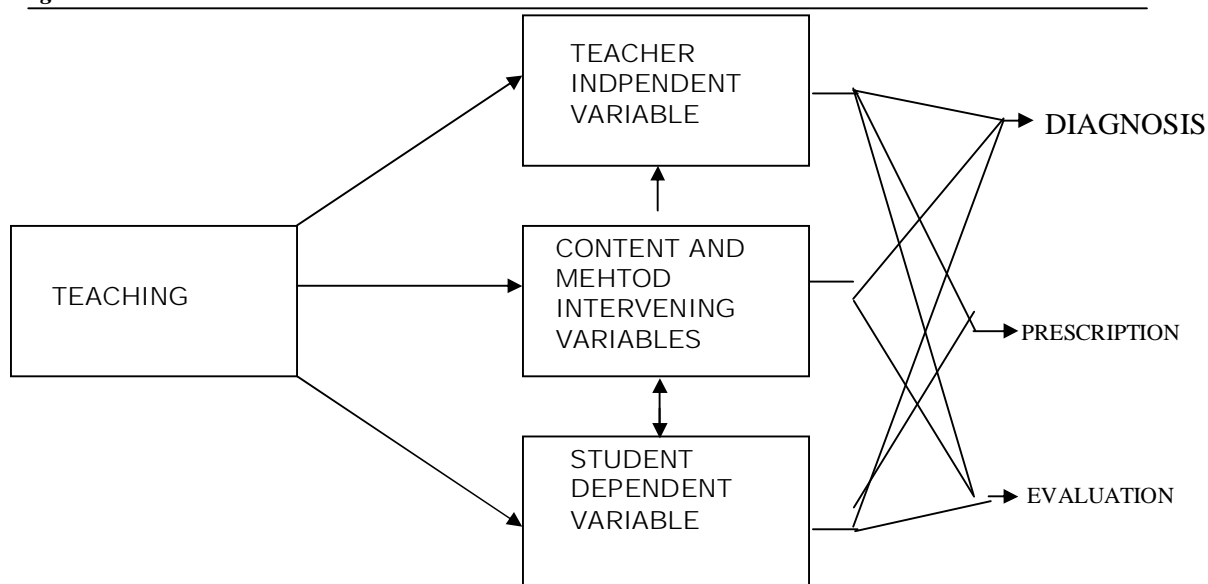 TEACHER
INDPENDENT
VARIABLE
DIAGNOSIS
TEACHING
CONTENT AND
MEHTOD
INTERVENING
VARIABLES
PRESCRIPTION
STUDENT
DEPENDENT
VARIABLE
EVALUATION